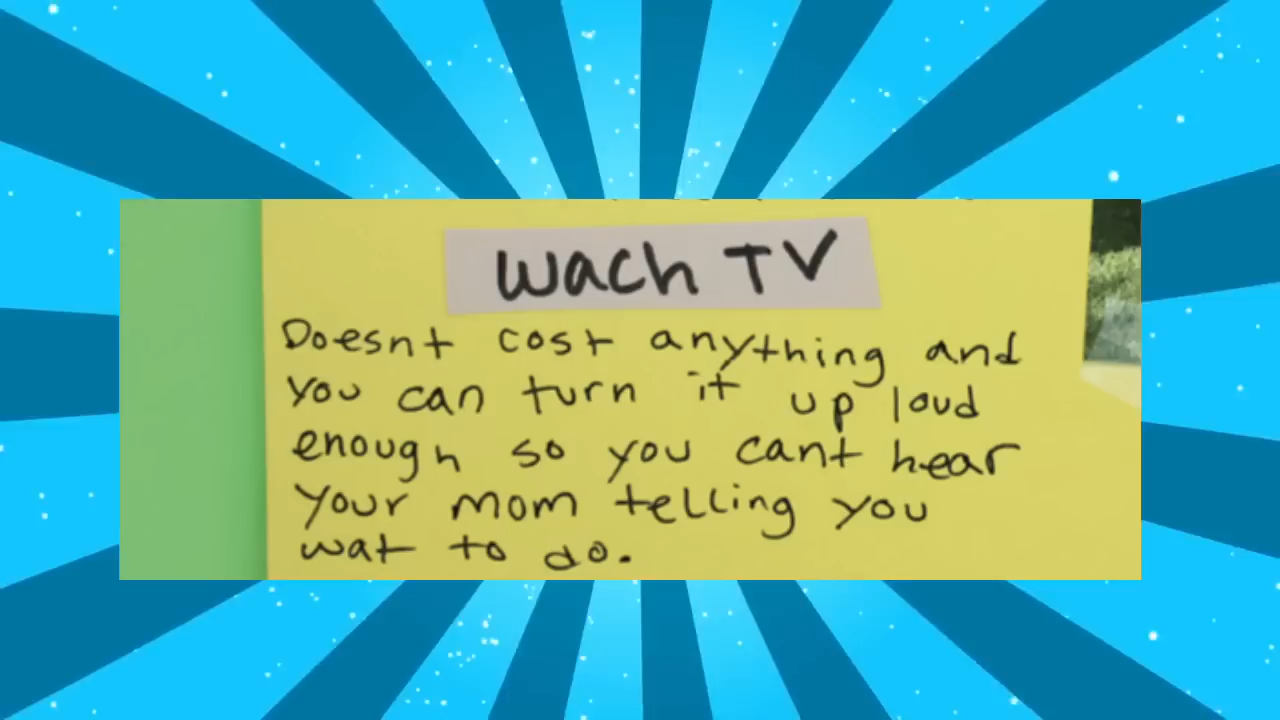 Wach TV
Doesnt cost anything and
you can turn it up loud
enough so you cant hear
your mom telling you
wat to do.